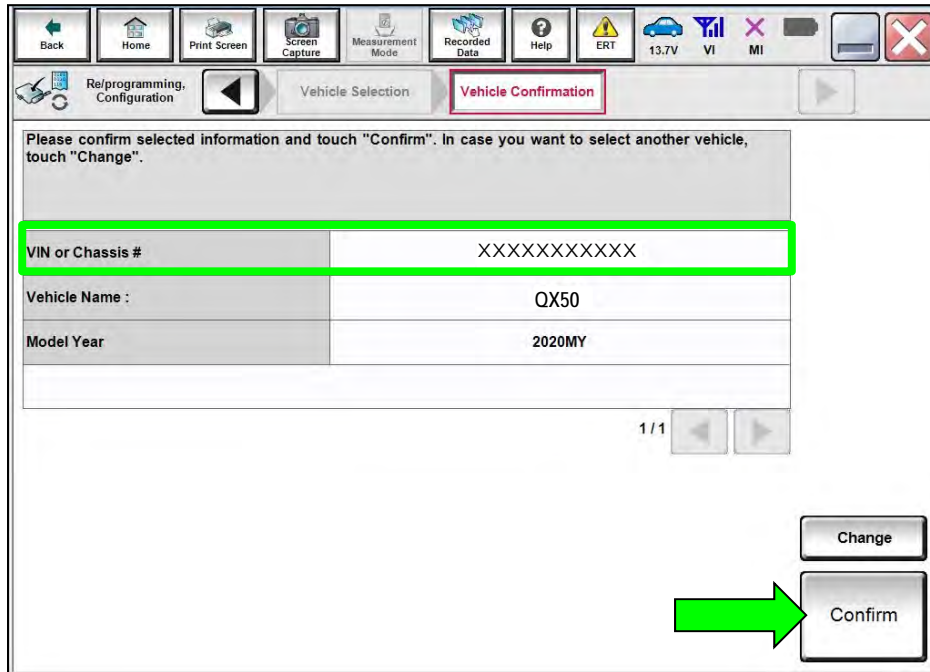 Back
Home
Print Screen
Screen
Capture
Measurement
Mode
Recorded
Data
Help
ERT
13.7V
VI
MI
Re/programming,
Configuration
Vehicle Selection
Vehicle Confirmation
Please confirm selected information and touch "Confirm". In case you want to select another vehicle,
touch "Change".
VIN or Chassis #
XXXXXXXXXXX
Vehicle Name :
QX50
Model Year
2020MY
1/1
Change
Confirm